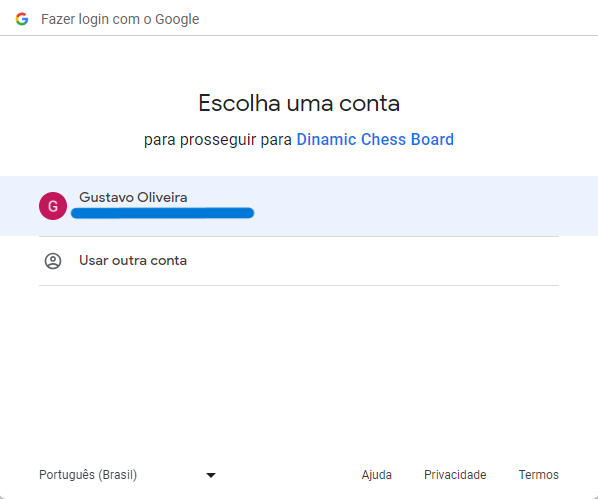 Fazer login com o Google
Escolha uma conta
para prosseguir para Dinamic Chess Board
G
Gustavo Oliveira
Usar outra conta
Português (Brasil)
Ajuda
Privacidade
Termos